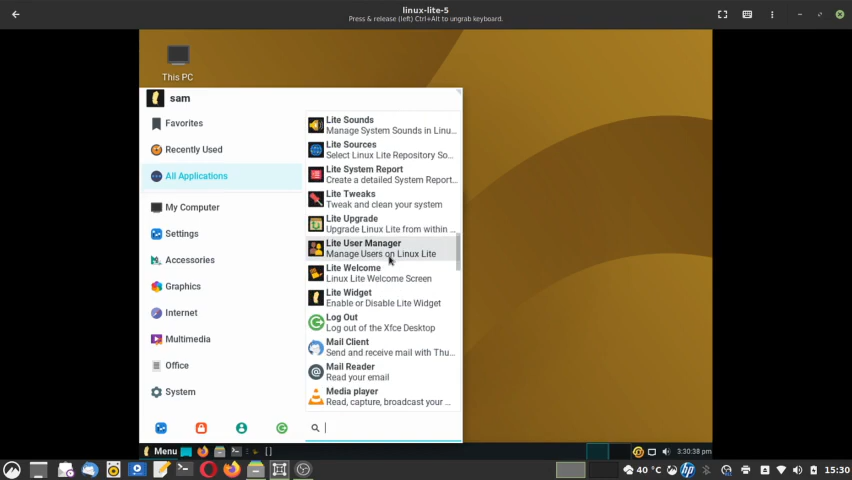 linux-lite-5
Press & release (left) Ctrl+Alt to ungrab keyboard.
This PC
sam
Favorites
Recently Used
All Applications
My Computer
Settings
Accessories
Graphics
Internet
Multimedia
Office
System
Lite Sounds
Manage System Sounds in Linu...
Lite Sources
Select Linux Lite Repository So...
Lite System Report
Create a detailed System Report...
Lite Tweaks
Tweak and clean your system
Lite Upgrade
Upgrade Linux Lite from within ...
Lite User Manager
Manage Users on Linux Lite
Lite Welcome
Linux Lite Welcome Screen
Lite Widget
Enable or Disable Lite Widget
Log Out
Log out of the Xfce Desktop
Mail Client
Send and receive mail with Thu...
Mail Reader
Read your email
Media player
Read, capture, broadcast your ...
Menu
3:30:38 pm
40 °C
15:30